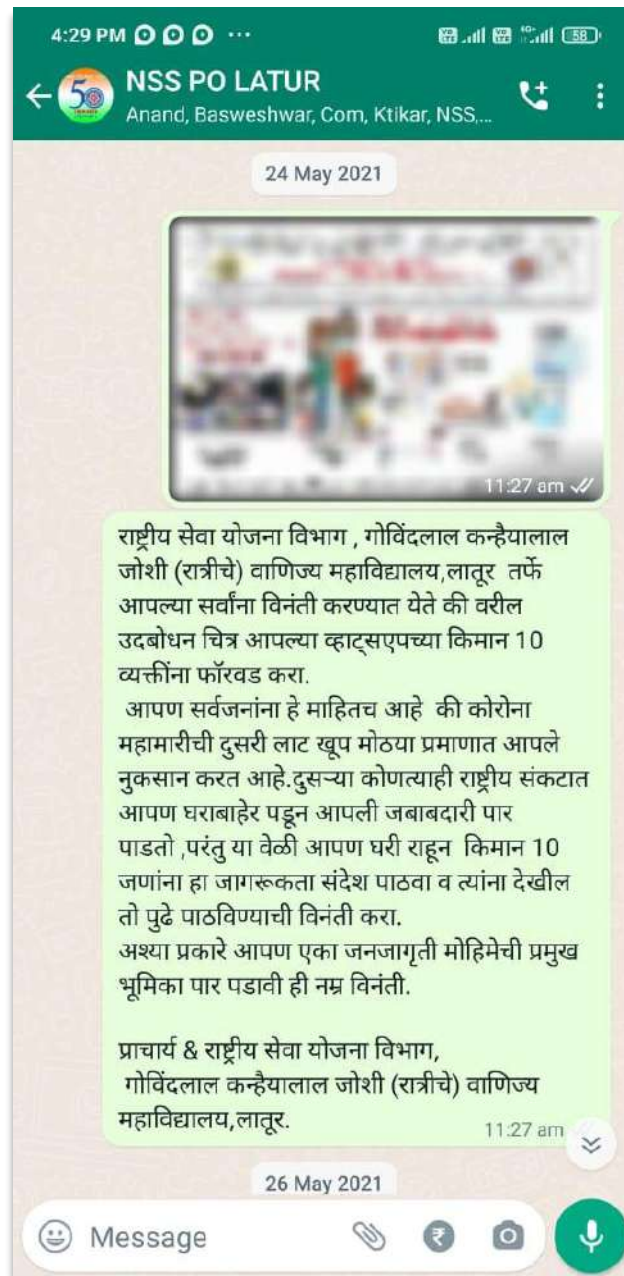 4:29 PM
58
NSS PO LATUR
Anand, Basweshwar, Com, Ktikar, NSS,...
24 May 2021
11:27 am
राष्ट्रीय सेवा योजना विभाग , गोविंदलाल कन्हैयालाल
जोशी (रात्रीचे) वाणिज्य महाविद्यालय,लातूर तर्फे
आपल्या सर्वांना विनंती करण्यात येते की वरील
उदबोधन चित्र आपल्या व्हाट्सएपच्या किमान 10
व्यक्तींना फॉरवड करा.
आपण सर्वजनांना हे माहितच आहे की कोरोना
महामारीची दुसरी लाट खूप मोठया प्रमाणात आपले
नुकसान करत आहे.दुसऱ्या कोणत्याही राष्ट्रीय संकटात
आपण घराबाहेर पडून आपली जबाबदारी पार
पाडतो ,परंतु या वेळी आपण घरी राहून किमान 10
जणांना हा जागरूकता संदेश पाठवा व त्यांना देखील
तो पुढे पाठविण्याची विनंती करा.
अश्या प्रकारे आपण एका जनजागृती मोहिमेची प्रमुख
भूमिका पार पडावी ही नम्र विनंती.
प्राचार्य & राष्ट्रीय सेवा योजना विभाग,
गोविंदलाल कन्हैयालाल जोशी (रात्रीचे) वाणिज्य
महाविद्यालय,लातूर.
11:27 am
26 May 2021
Message